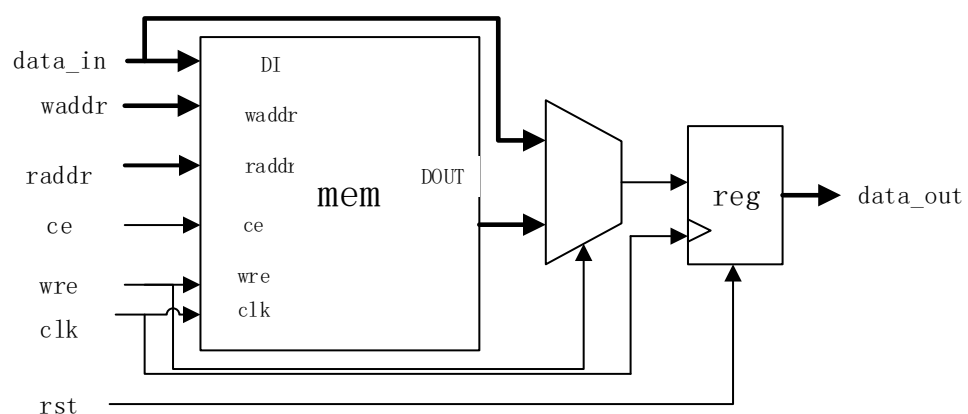 data_in
DI
waddr
waddr
raddr
raddr
mem
DOUT
reg
data_out
ce
ce
wre
wre
clk
clk
rst